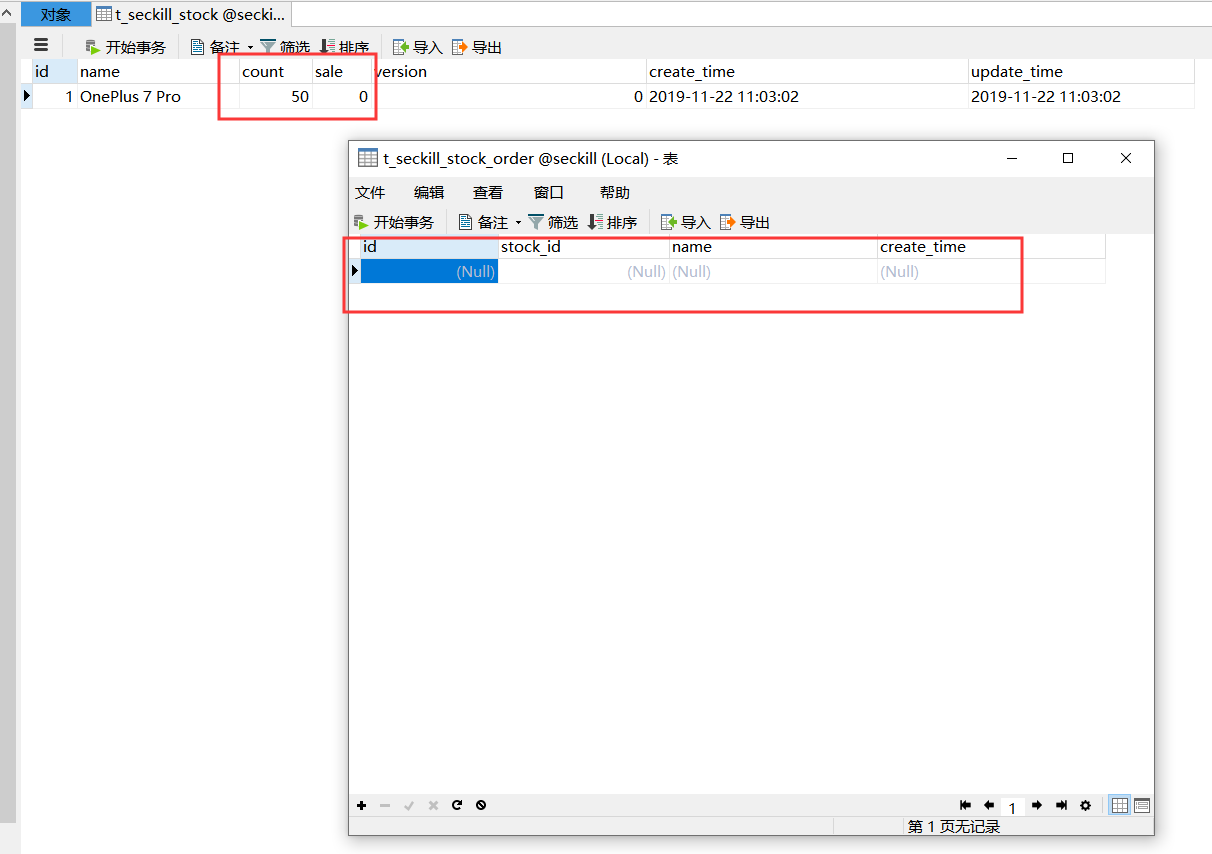 对象 t_seckill_stock @secki...
开始事务 备注 筛选 排序 导入 导出
id name count sale version create_time update_time
1 OnePlus 7 Pro 50 0 0 2019-11-22 11:03:02 2019-11-22 11:03:02
t_seckill_stock_order @seckill (Local) - 表
文件 编辑 查看 窗口 帮助
开始事务 备注 筛选 排序 导入 导出
id stock_id name create_time
(Null) (Null) (Null) (Null)
1
第 1 页无记录